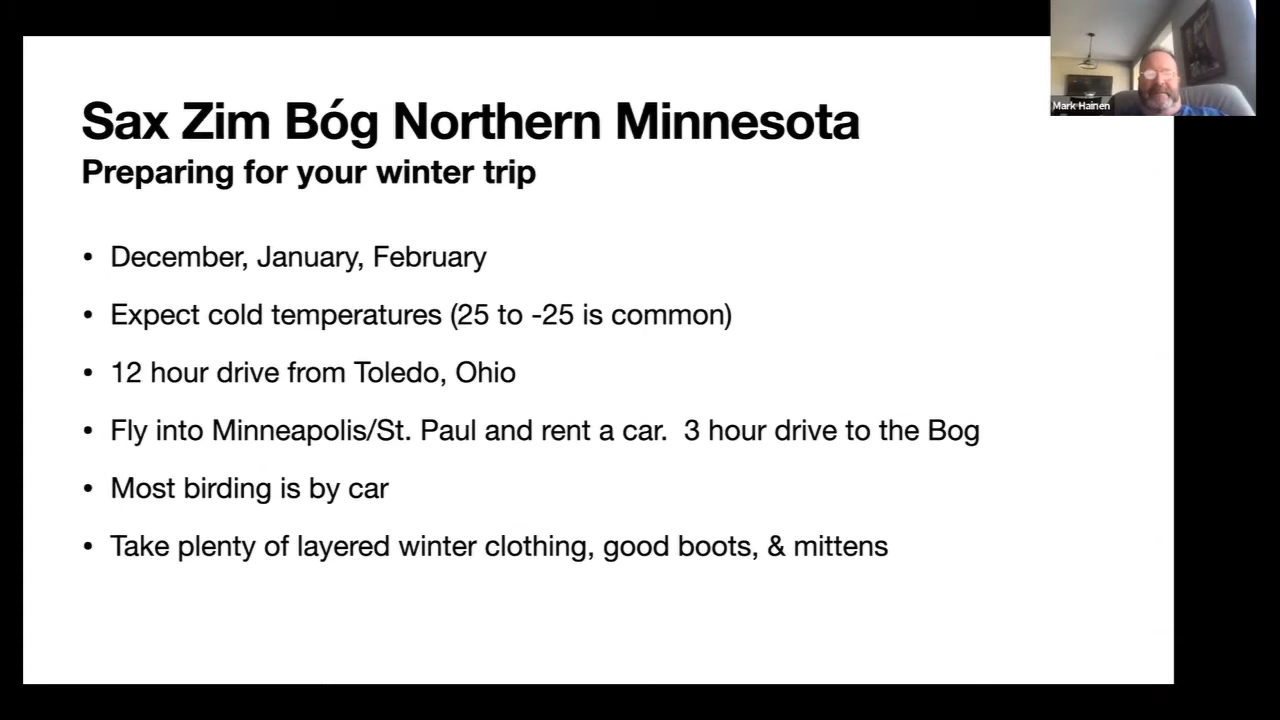 Sax Zim Bóg Northern Minnesota
Preparing for your winter trip
• December, January, February
• Expect cold temperatures (25 to -25 is common)
• 12 hour drive from Toledo, Ohio
• Fly into Minneapolis/St. Paul and rent a car.  3 hour drive to the Bog
• Most birding is by car
• Take plenty of layered winter clothing, good boots, & mittens
Mark Hainen